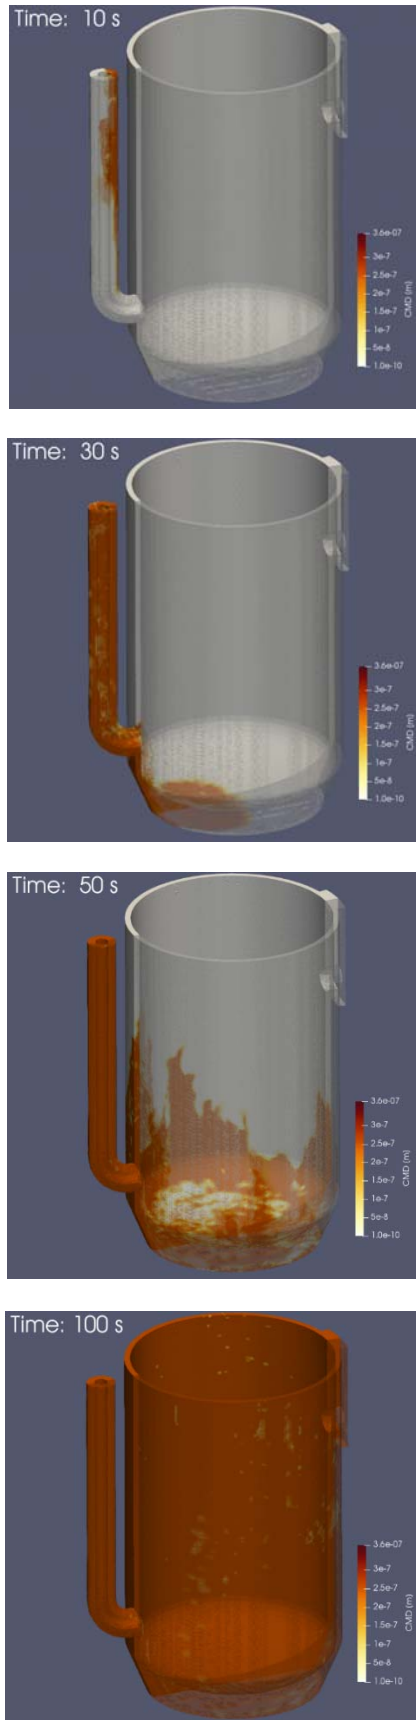 Time: 10 s
3.6e-07
3e-7
2.5e-7
2e-7
1.5e-7
1e-7
5e-8
1.0e-10
CMD (m)
Time: 30 s
3.6e-07
3e-7
2.5e-7
2e-7
1.5e-7
1e-7
5e-8
1.0e-10
CMD (m)
Time: 50 s
3.6e-07
3e-7
2.5e-7
2e-7
1.5e-7
1e-7
5e-8
1.0e-10
CMD (m)
Time: 100 s
3.6e-07
3e-7
2.5e-7
2e-7
1.5e-7
1e-7
5e-8
1.0e-10
CMD (m)